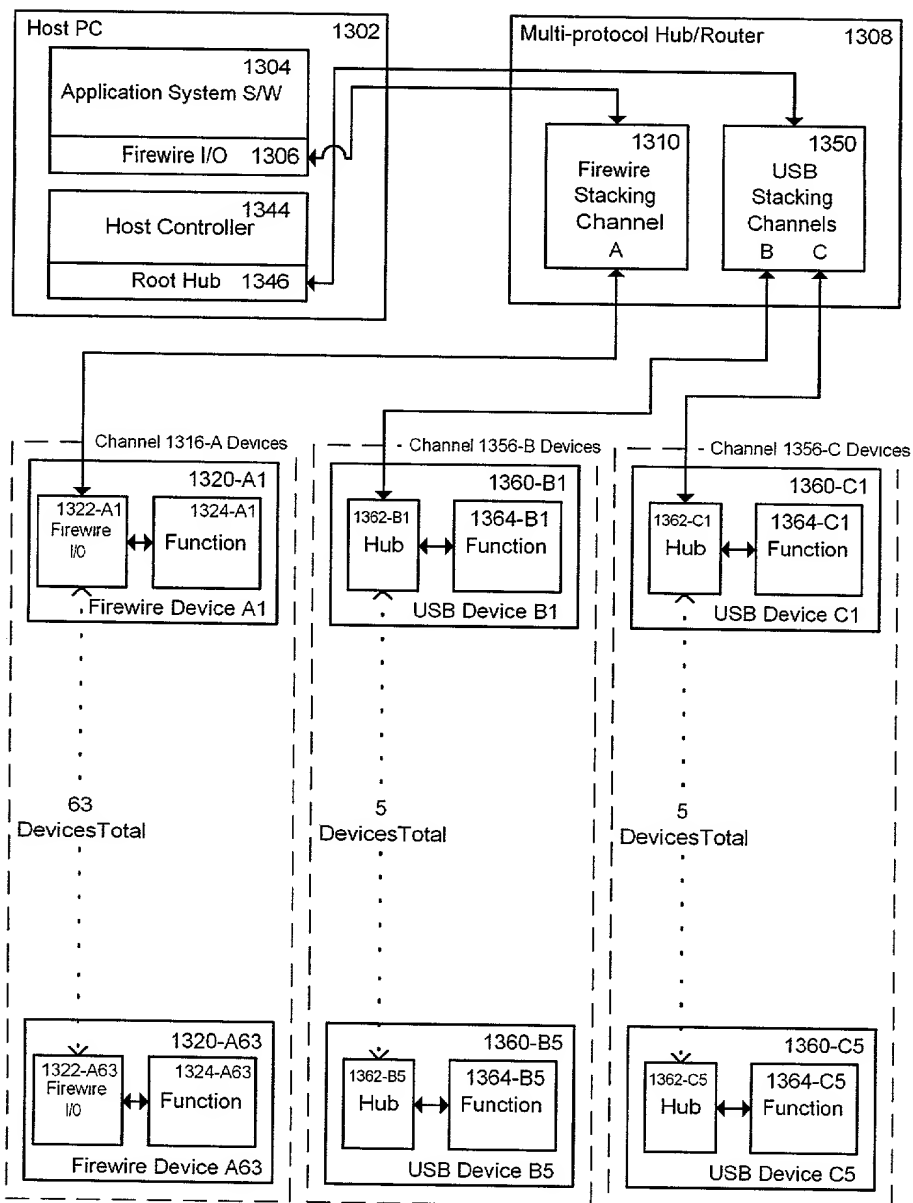 Host PC 1302
1304
Application System S/W
Firewire I/O 1306
1344
Host Controller
Root Hub 1346
Multi-protocol Hub/Router 1308
1310
Firewire
Stacking
Channel
A
1350
USB
Stacking
Channels
B C
Channel 1316-A Devices
1320-A1
1322-A1
Firewire
I/0
1324-A1
Function
Firewire Device A1
63
DevicesTotal
1320-A63
1322-A63
Firewire
I/0
1324-A63
Function
Firewire Device A63
Channel 1356-B Devices
1360-B1
1362-B1
Hub
1364-B1
Function
USB Device B1
5
DevicesTotal
1360-B5
1362-B5
Hub
1364-B5
Function
USB Device B5
Channel 1356-C Devices
1360-C1
1362-C1
Hub
1364-C1
Function
USB Device C1
5
DevicesTotal
1360-C5
1362-C5
Hub
1364-C5
Function
USB Device C5